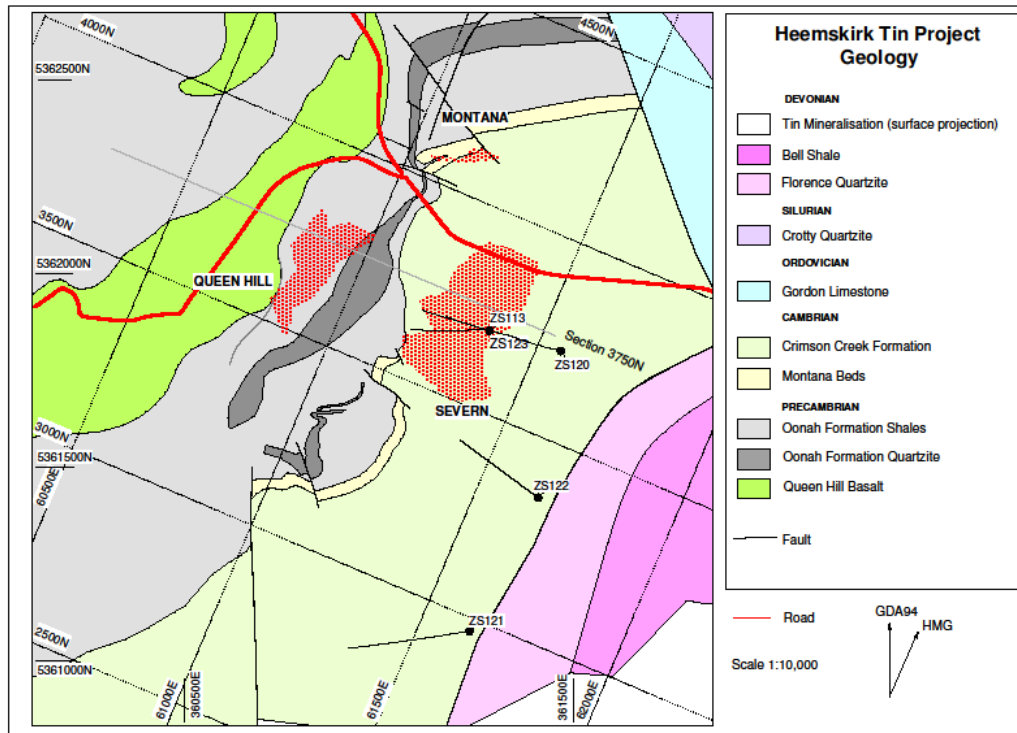 4000N
4500N
5362500N
MONTANA
3500N
5362000N
QUEEN HILL
ZS113
ZS123
Section 3750N
ZS120
SEVERN
3000N
5361500N
60500E
ZS122
ZS121
2500N
5361000N
61000E
360500E
61500E
361500E
62000E
Heemskirk Tin Project
Geology
DEVONIAN
Tin Mineralisation (surface projection)
Bell Shale
Florence Quartzite
SILURIAN
Crotty Quartzite
ORDOVICIAN
Gordon Limestone
CAMBRIAN
Crimson Creek Formation
Montana Beds
PRECAMBRIAN
Oonah Formation Shales
Oonah Formation Quartzite
Queen Hill Basalt
Fault
Road
GDA94
HMG
Scale 1:10,000